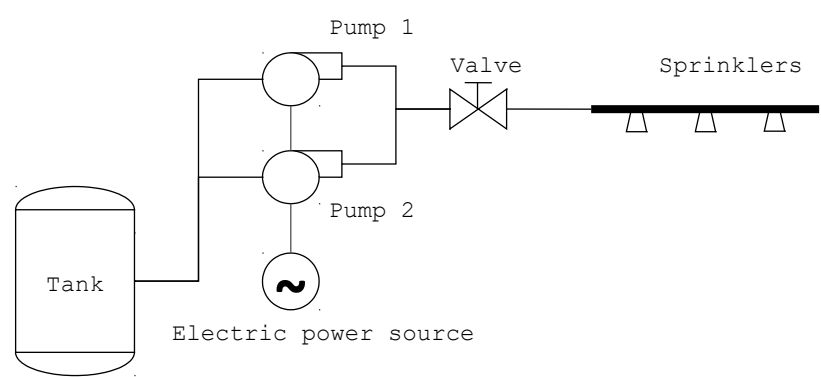 Pump 1
Valve
Sprinklers
Pump 2
Tank
~
Electric power source